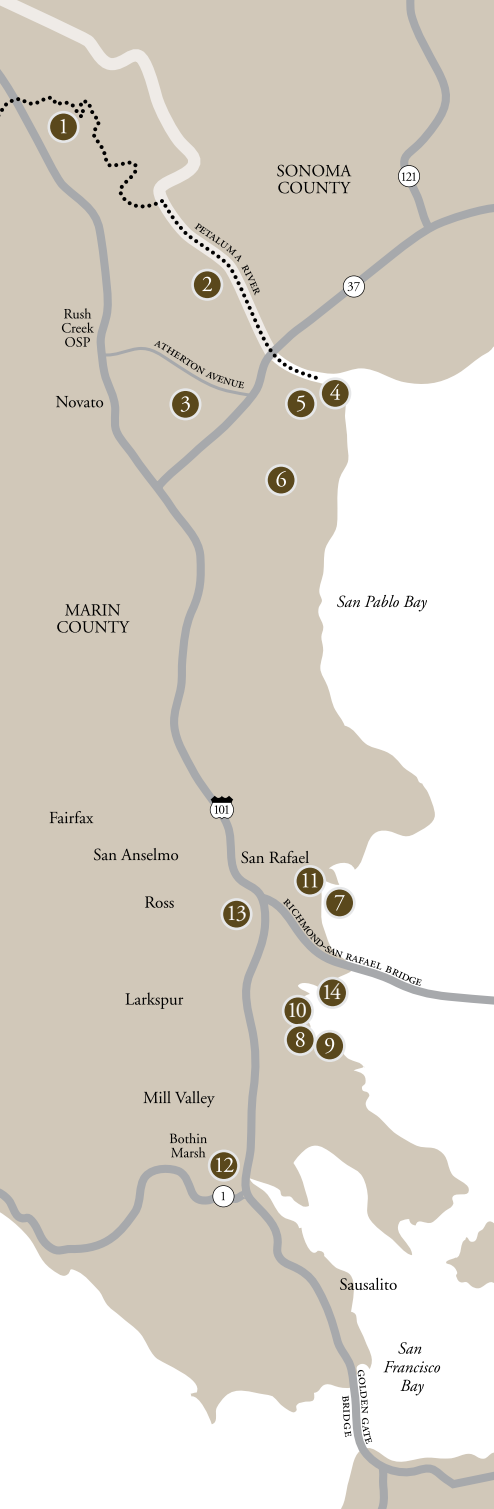 1
SONOMA
COUNTY
121
PETALUMA RIVER
2
37
Rush
Creek
OSP
ATHERTON AVENUE
Novato
3
5
4
6
San Pablo Bay
MARIN
COUNTY
101
Fairfax
San Anselmo
San Rafael
11
7
Ross
13
RICHMOND-SAN RAFAEL BRIDGE
14
Larkspur
10
8
9
Mill Valley
Bothin
Marsh
12
1
Sausalito
San
Francisco
Bay
GOLDEN GATE
BRIDGE